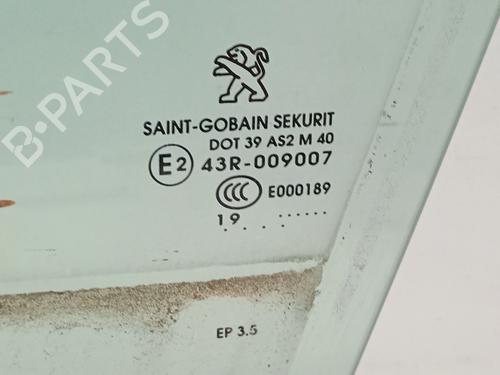 B-PARTS
SAINT-GOBAIN SEKURIT
DOT 39 AS2 M 40
E2 43R-009007
CCC E000189
19 ......
. . ...
EP 3.5